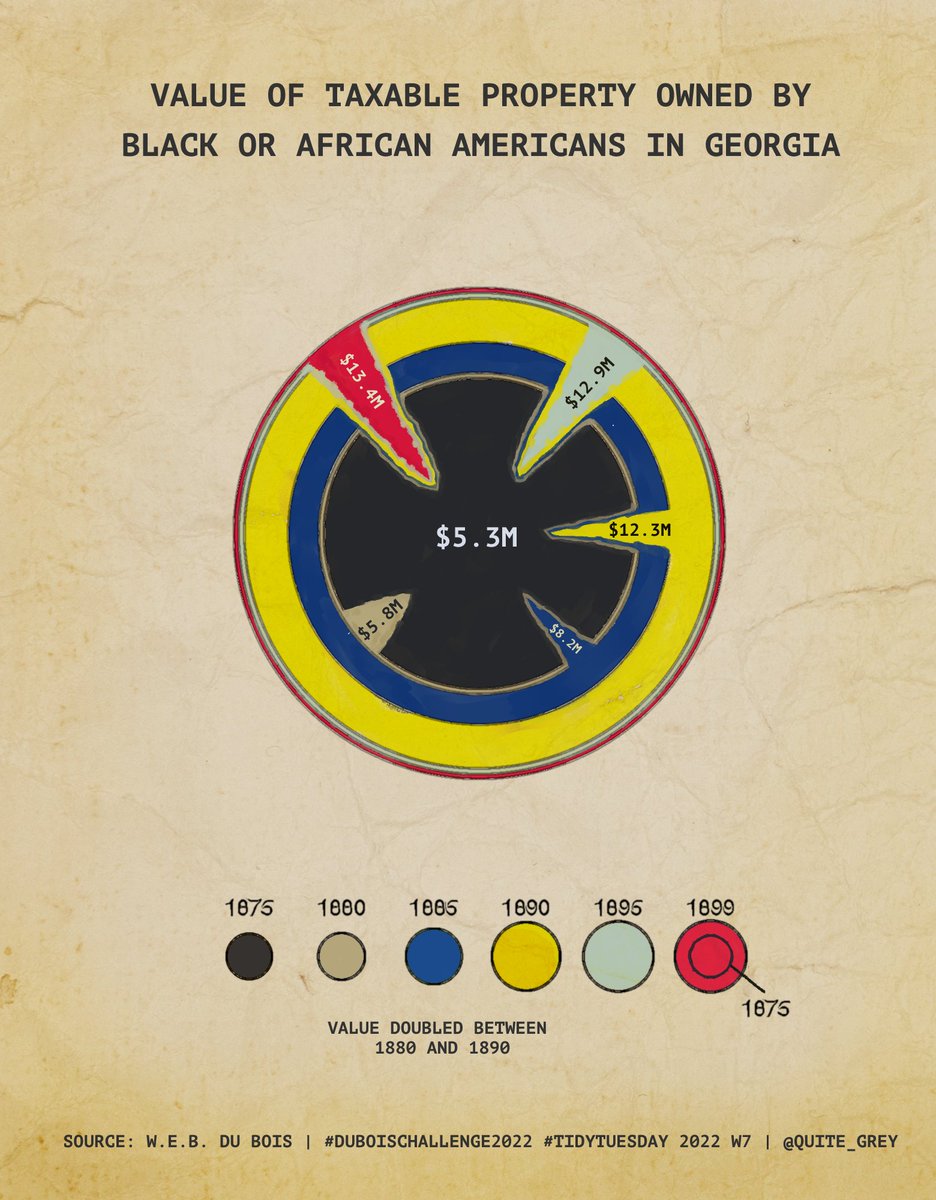 VALUE OF TAXABLE PROPERTY OWNED BY
BLACK OR AFRICAN AMERICANS IN GEORGIA
$13.4M
$12.9M
$12.3M
$5.3M
$5.8M
$8.2M
1875 1880 1885 1890 1895 1899
1875
VALUE DOUBLED BETWEEN
1880 AND 1890
SOURCE: W.E.B. DU BOIS | #DUBOISCHALLENGE2022 #TIDYTUESDAY 2022 W7 | @QUITE_GREY